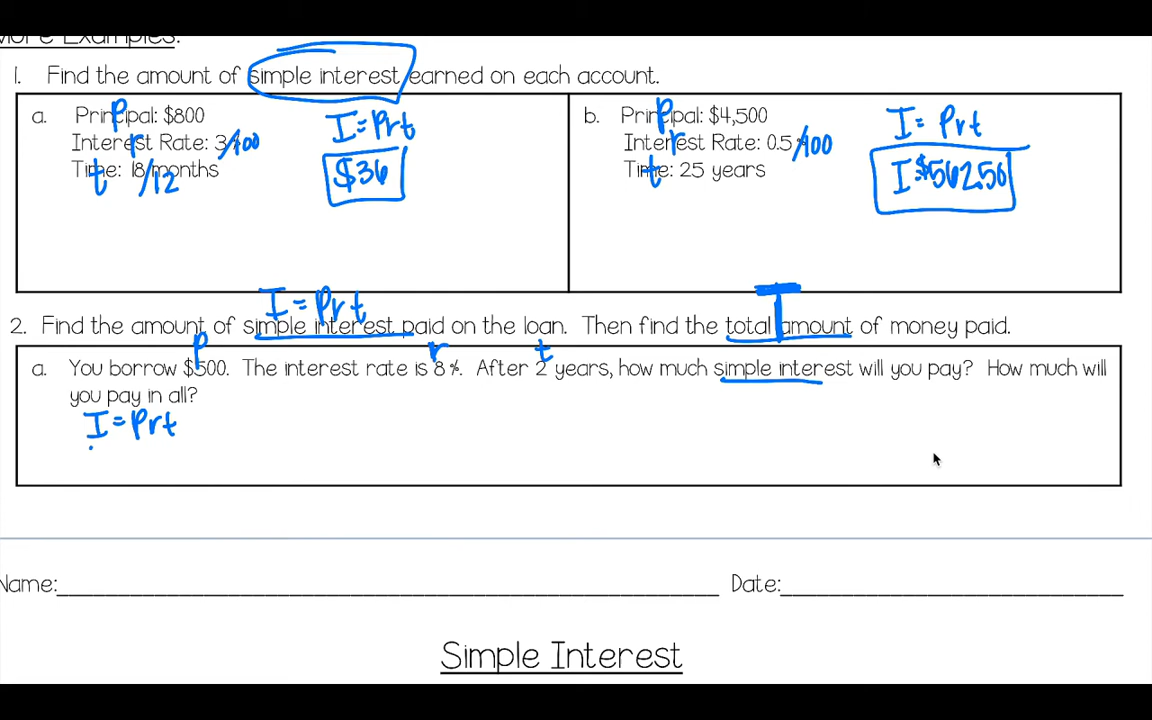 More Examples:
1. Find the amount of simple interest earned on each account.
a. Principal: $800
P
I = Prt
Interest Rate: 3%
r
/100
Time: 18 months
t
/12
$36
b. Principal: $4,500
P
I = Prt
Interest Rate: 0.5%
r
/100
Time: 25 years
t
I $562.50
I = Prt
T
2. Find the amount of simple interest paid on the loan. Then find the total amount of money paid.
P
r
t
a. You borrow $500. The interest rate is 8%. After 2 years, how much simple interest will you pay? How much will
you pay in all?
I = Prt
Name:
Date:
Simple Interest